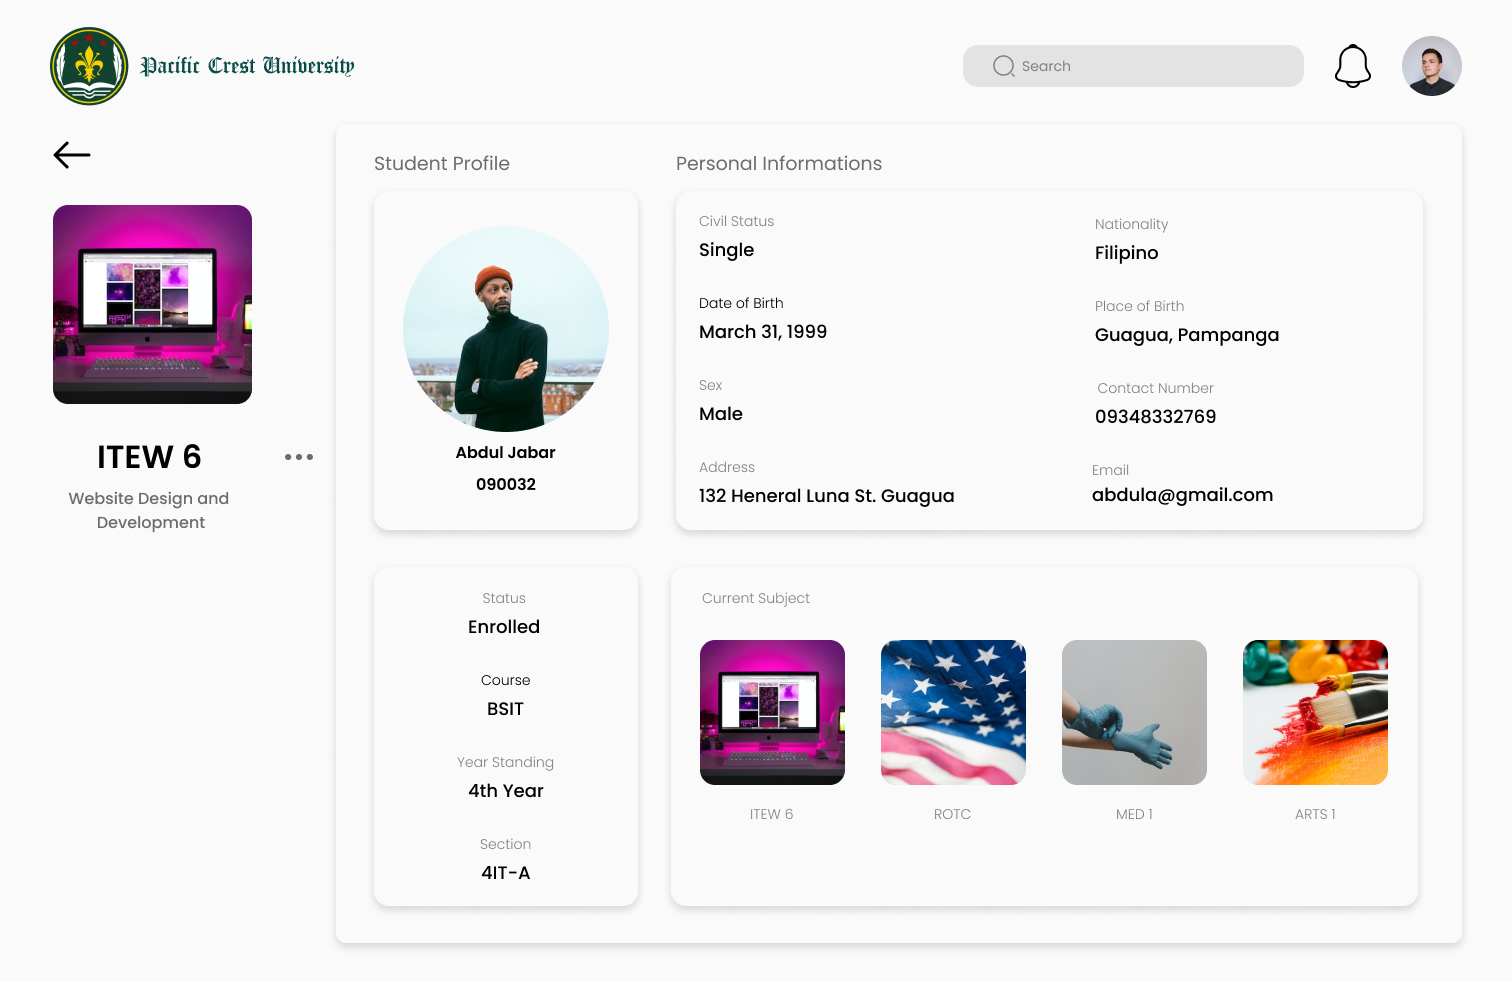 Pacific Crest University
Search
ITEW 6
Website Design and
Development
Student Profile
Abdul Jabar
090032
Personal Informations
Civil Status
Single
Date of Birth
March 31, 1999
Sex
Male
Address
132 Heneral Luna St. Guagua
Nationality
Filipino
Place of Birth
Guagua, Pampanga
Contact Number
09348332769
Email
abdula@gmail.com
Status
Enrolled
Course
BSIT
Year Standing
4th Year
Section
4IT-A
Current Subject
ITEW 6
ROTC
MED 1
ARTS 1